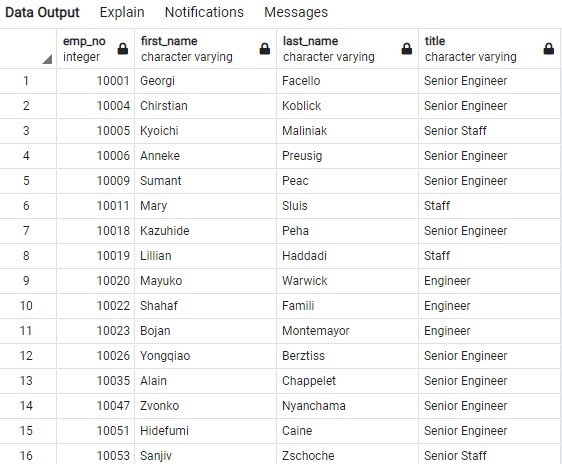 Data Output Explain Notifications Messages
emp_no first_name last_name title
integer character varying character varying character varying
1 10001 Georgi Facello Senior Engineer
2 10004 Chirstian Koblick Senior Engineer
3 10005 Kyoichi Maliniak Senior Staff
4 10006 Anneke Preusig Senior Engineer
5 10009 Sumant Peac Senior Engineer
6 10011 Mary Sluis Staff
7 10018 Kazuhide Peha Senior Engineer
8 10019 Lillian Haddadi Staff
9 10020 Mayuko Warwick Engineer
10 10022 Shahaf Famili Engineer
11 10023 Bojan Montemayor Engineer
12 10026 Yongqiao Berztiss Senior Engineer
13 10035 Alain Chappelet Senior Engineer
14 10047 Zvonko Nyanchama Senior Engineer
15 10051 Hidefumi Caine Senior Engineer
16 10053 Sanjiv Zschoche Senior Staff